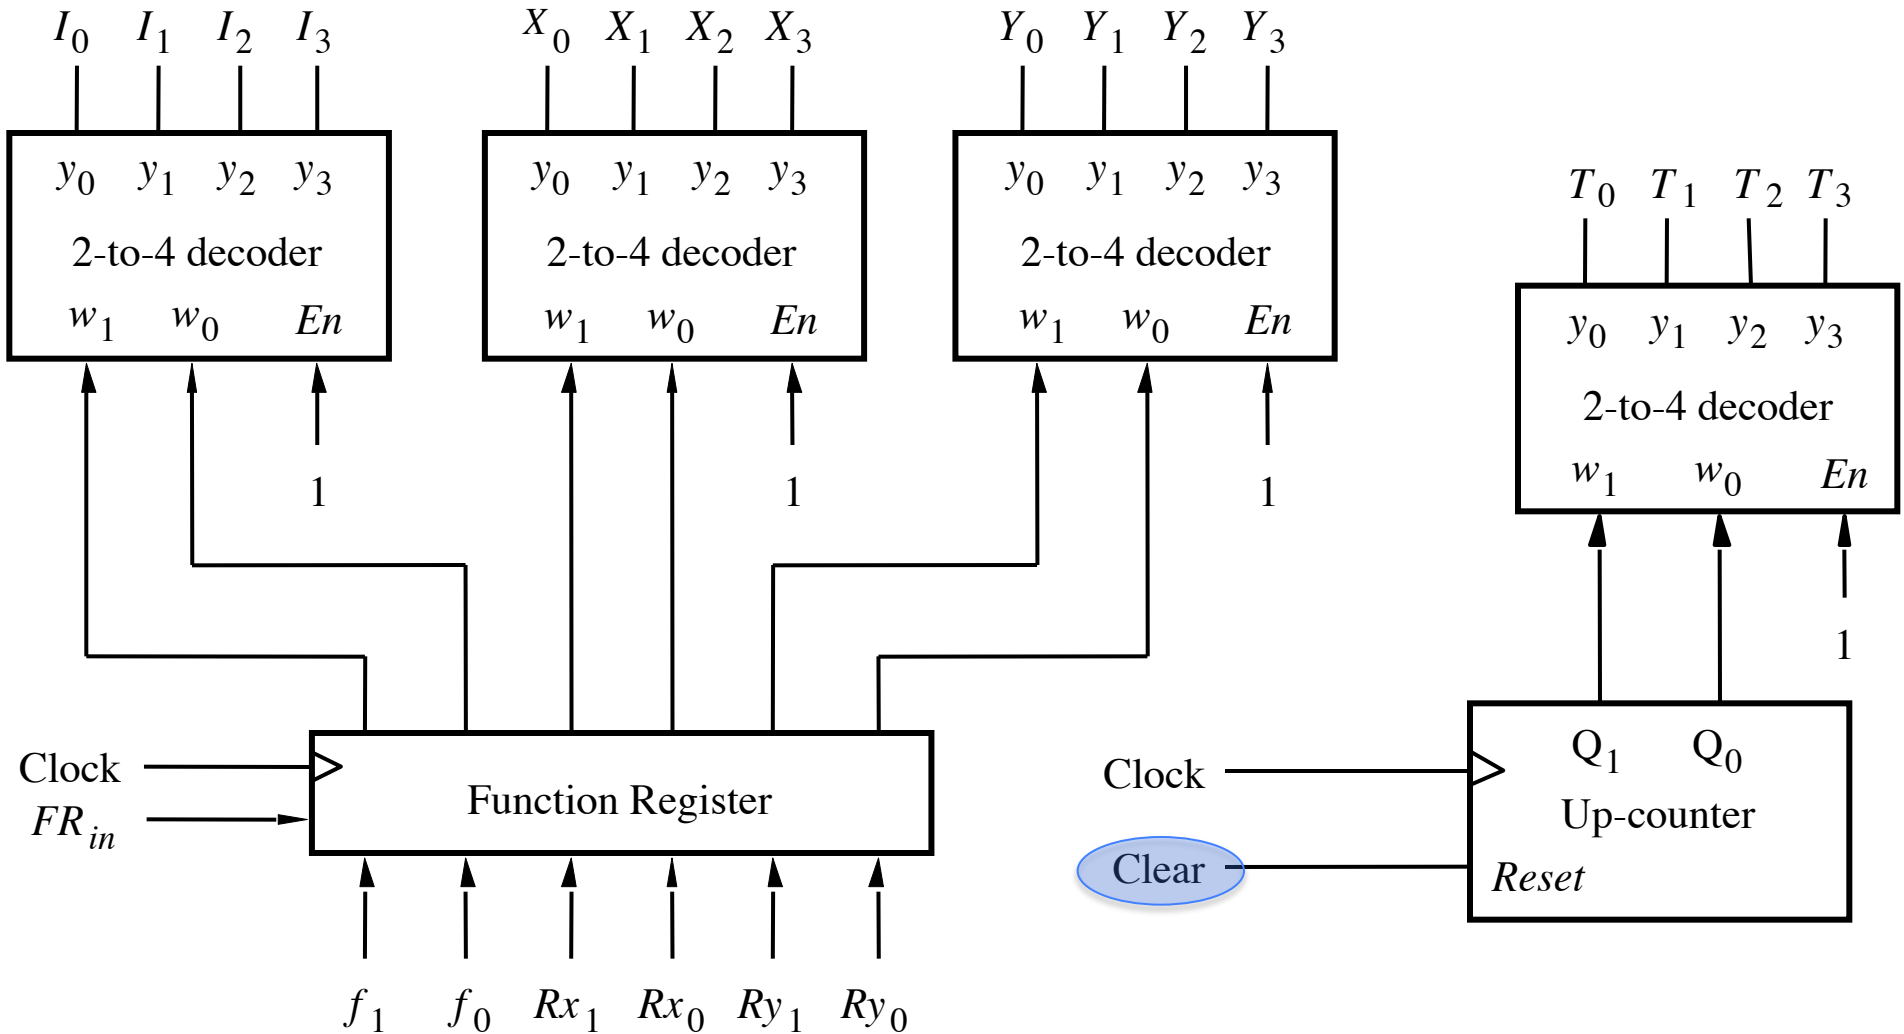 I0 I1 I2 I3 X0 X1 X2 X3 Y0 Y1 Y2 Y3
y0 y1 y2 y3 y0 y1 y2 y3 y0 y1 y2 y3
T0 T1 T2 T3
2-to-4 decoder 2-to-4 decoder 2-to-4 decoder
w1 w0 En w1 w0 En w1 w0 En
y0 y1 y2 y3
2-to-4 decoder
w1 w0 En
1 1 1
1
Q1 Q0
Clock Clock
Function Register
FRin
Up-counter
Clear Reset
f1 f0 Rx1 Rx0 Ry1 Ry0